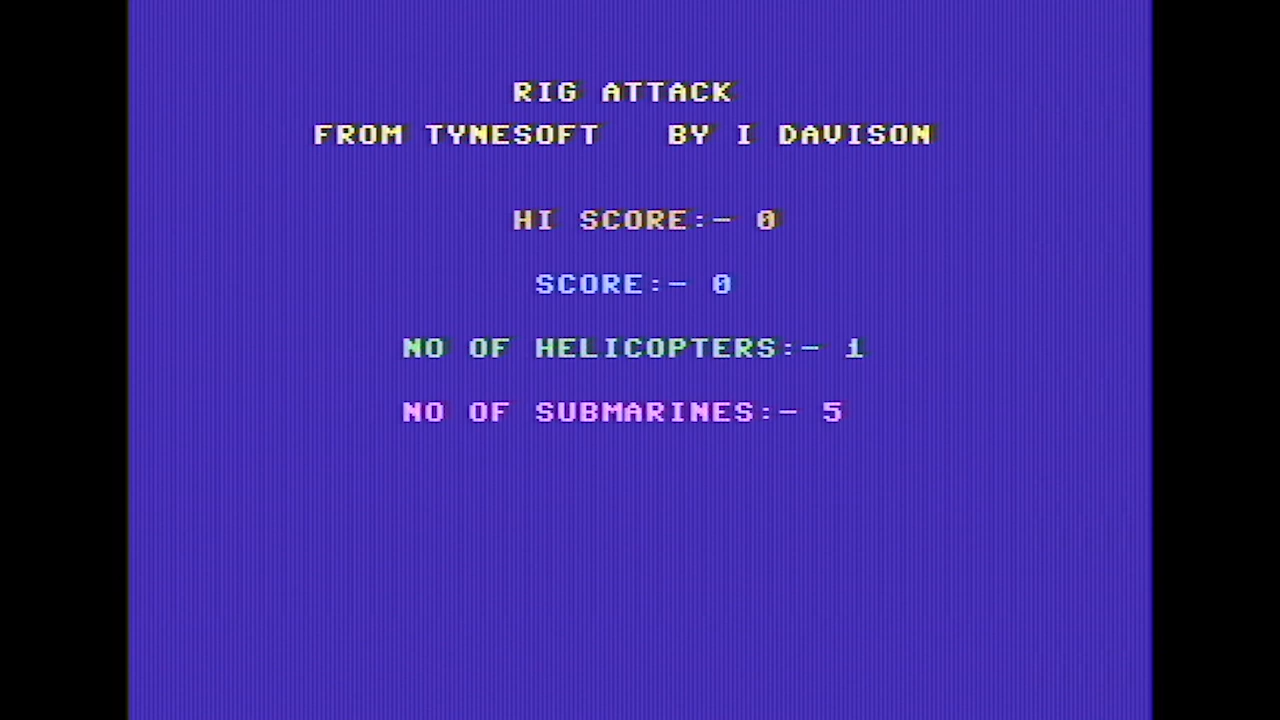 RIG ATTACK
FROM TYNESOFT   BY I DAVISON
HI SCORE:- 0
SCORE:- 0
NO OF HELICOPTERS:- 1
NO OF SUBMARINES:- 5